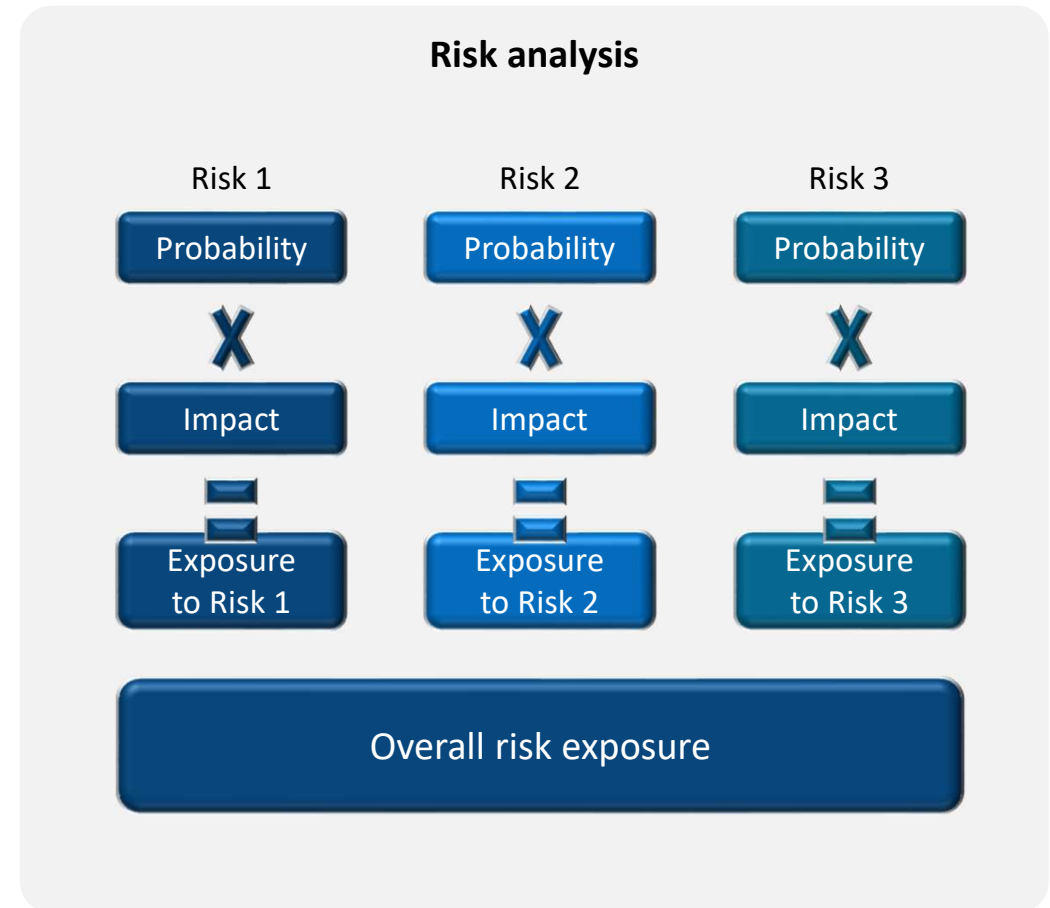 Risk analysis
Risk 1
Risk 2
Risk 3
Probability
Probability
Probability
X
X
X
Impact
Impact
Impact
=
=
=
Exposure
to Risk 1
Exposure
to Risk 2
Exposure
to Risk 3
Overall risk exposure